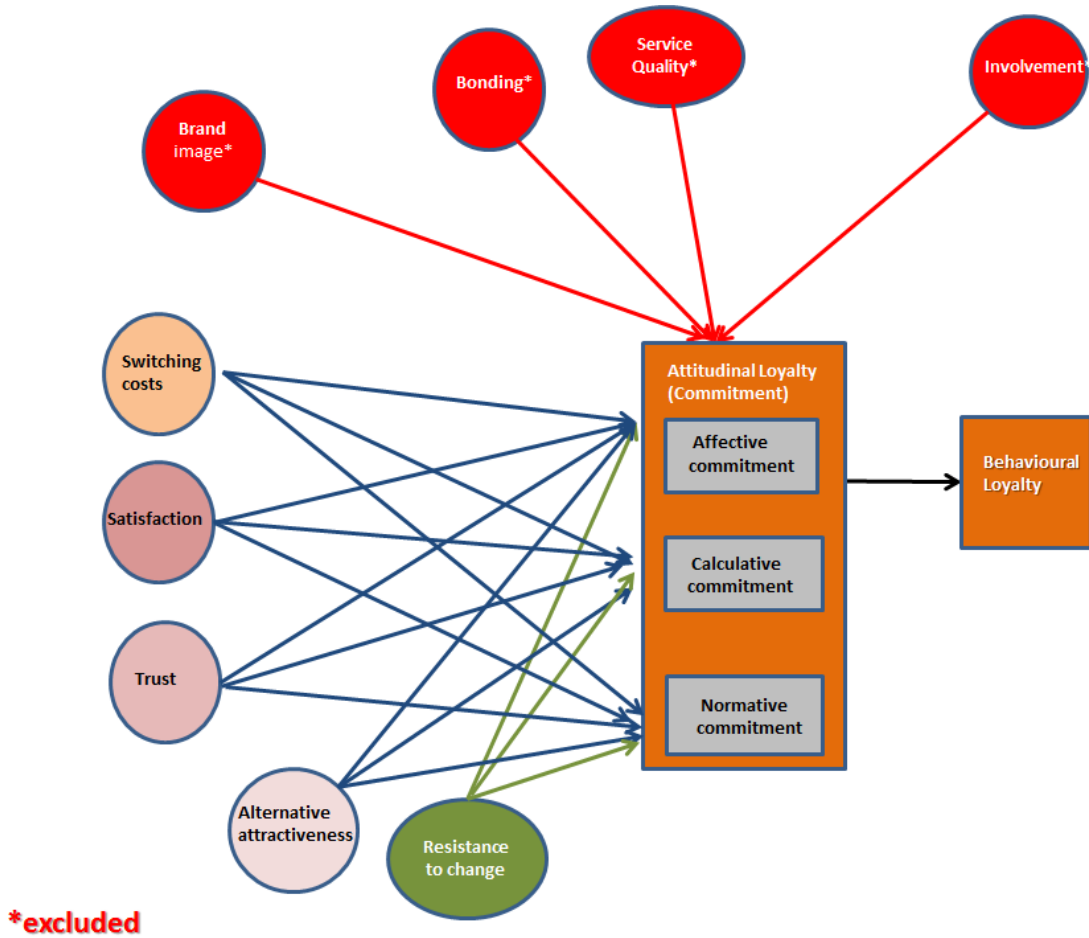 Service
Quality*
Involvement*
Bonding*
Brand
image*
Switching
costs
Attitudinal Loyalty
(Commitment)
Affective
commitment
Behavioural
Loyalty
Satisfaction
Calculative
commitment
Trust
Normative
commitment
Alternative
attractiveness
Resistance
to change
*excluded